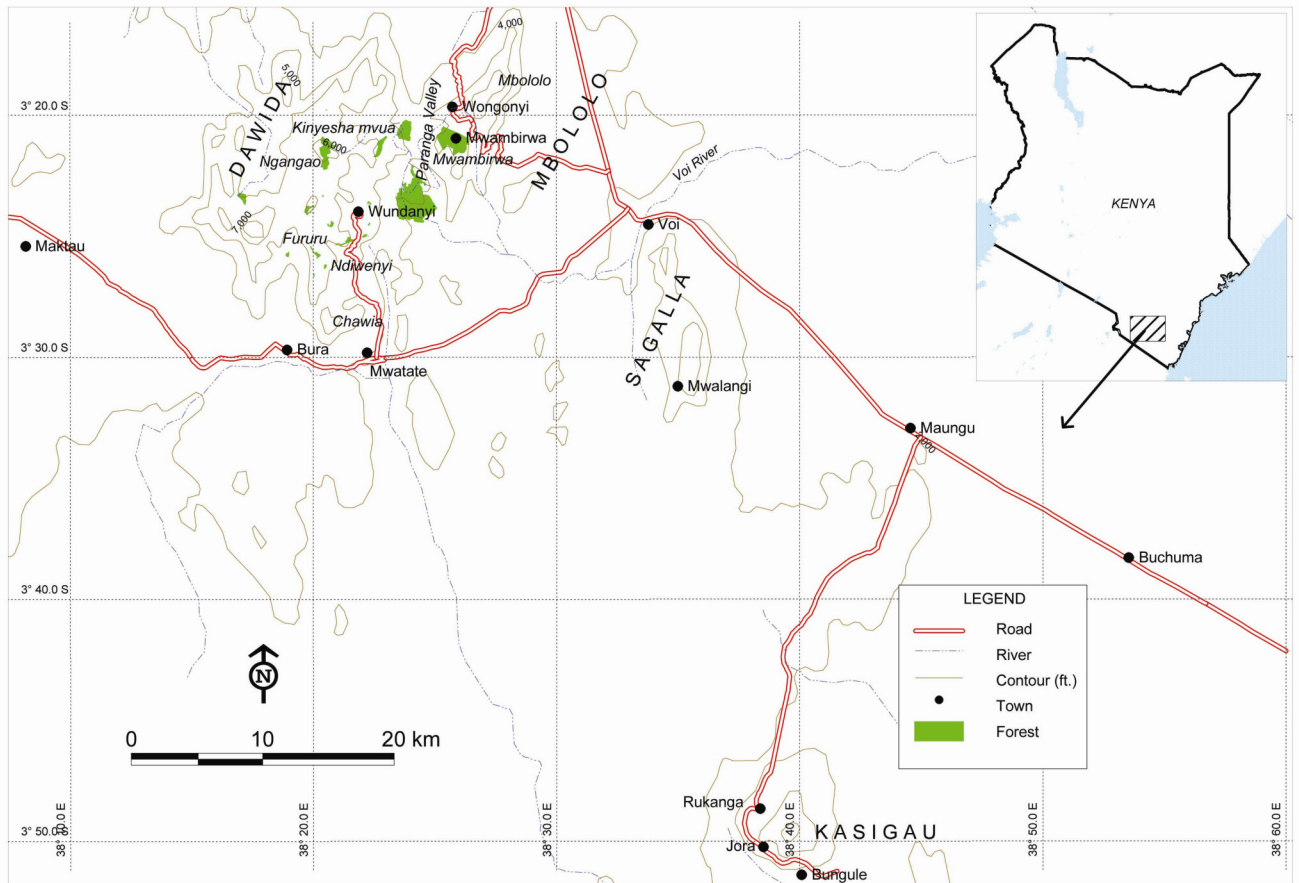 4,000
5,000
Mbololo
Paranga Valley
3° 20.0 S
Wongonyi
DAWIDA
Kinyesha mvua
6,000
Mwambirwa
Mwambirwa
Ngangao
MBOLOLO
Voi River
KENYA
Wundanyi
7,000
Voi
Maktau
Fururu
Ndiwenyi
SAGALLA
Chawia
3° 30.0 S
Bura
Mwatate
Mwalangi
Maungu
Buchuma
3° 40.0 S
LEGEND
Road
River
Contour (ft.)
Town
Forest
N
0 10 20 km
Rukanga
3° 50.0 S
38° 10.0 E
38° 20.0 E
38° 30.0 E
38° 40.0 E
38° 50.0 E
38° 60.0 E
Jora
KASIGAU
Bungule